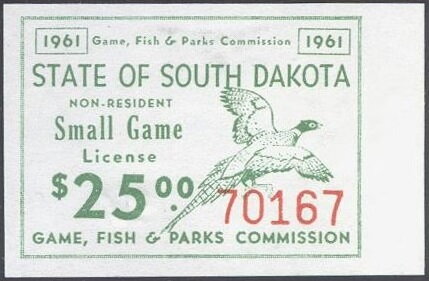 1961 Game, Fish & Parks Commission 1961
STATE OF SOUTH DAKOTA
NON-RESIDENT
Small Game
License
$25.00
70167
GAME, FISH & PARKS COMMISSION